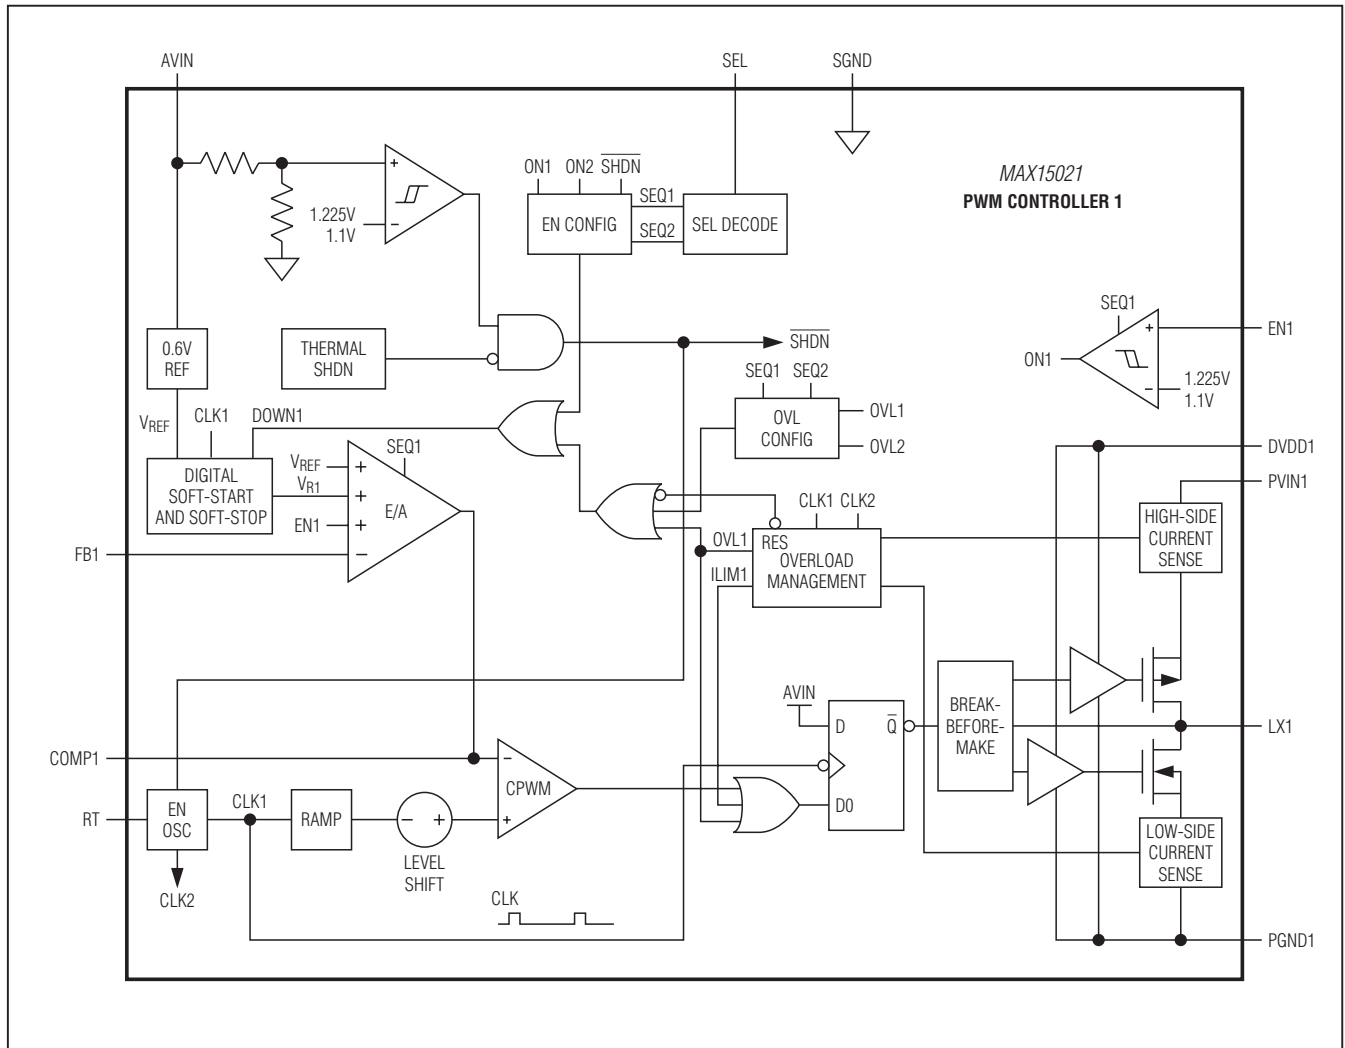 AVIN
SEL
SGND
MAX15021
PWM CONTROLLER 1
+
−
1.225V
1.1V
ON1
ON2
S̅H̅D̅N̅
EN CONFIG
SEQ1
SEQ2
SEL DECODE
0.6V
REF
THERMAL
SHDN
S̅H̅D̅N̅
SEQ1
+
−
EN1
ON1
1.225V
1.1V
SEQ1
SEQ2
OVL
CONFIG
OVL1
OVL2
VREF
CLK1
DOWN1
DIGITAL
SOFT-START
AND SOFT-STOP
SEQ1
VREF
+
VR1
+
EN1
+
−
E/A
FB1
DVDD1
PVIN1
HIGH-SIDE
CURRENT
SENSE
CLK1
CLK2
OVL1
ILIM1
RES
OVERLOAD
MANAGEMENT
AVIN
D
Q̅
D0
BREAK-
BEFORE-
MAKE
LX1
COMP1
−
+
CPWM
RT
EN
OSC
CLK1
RAMP
−
+
LEVEL
SHIFT
CLK2
CLK
LOW-SIDE
CURRENT
SENSE
PGND1